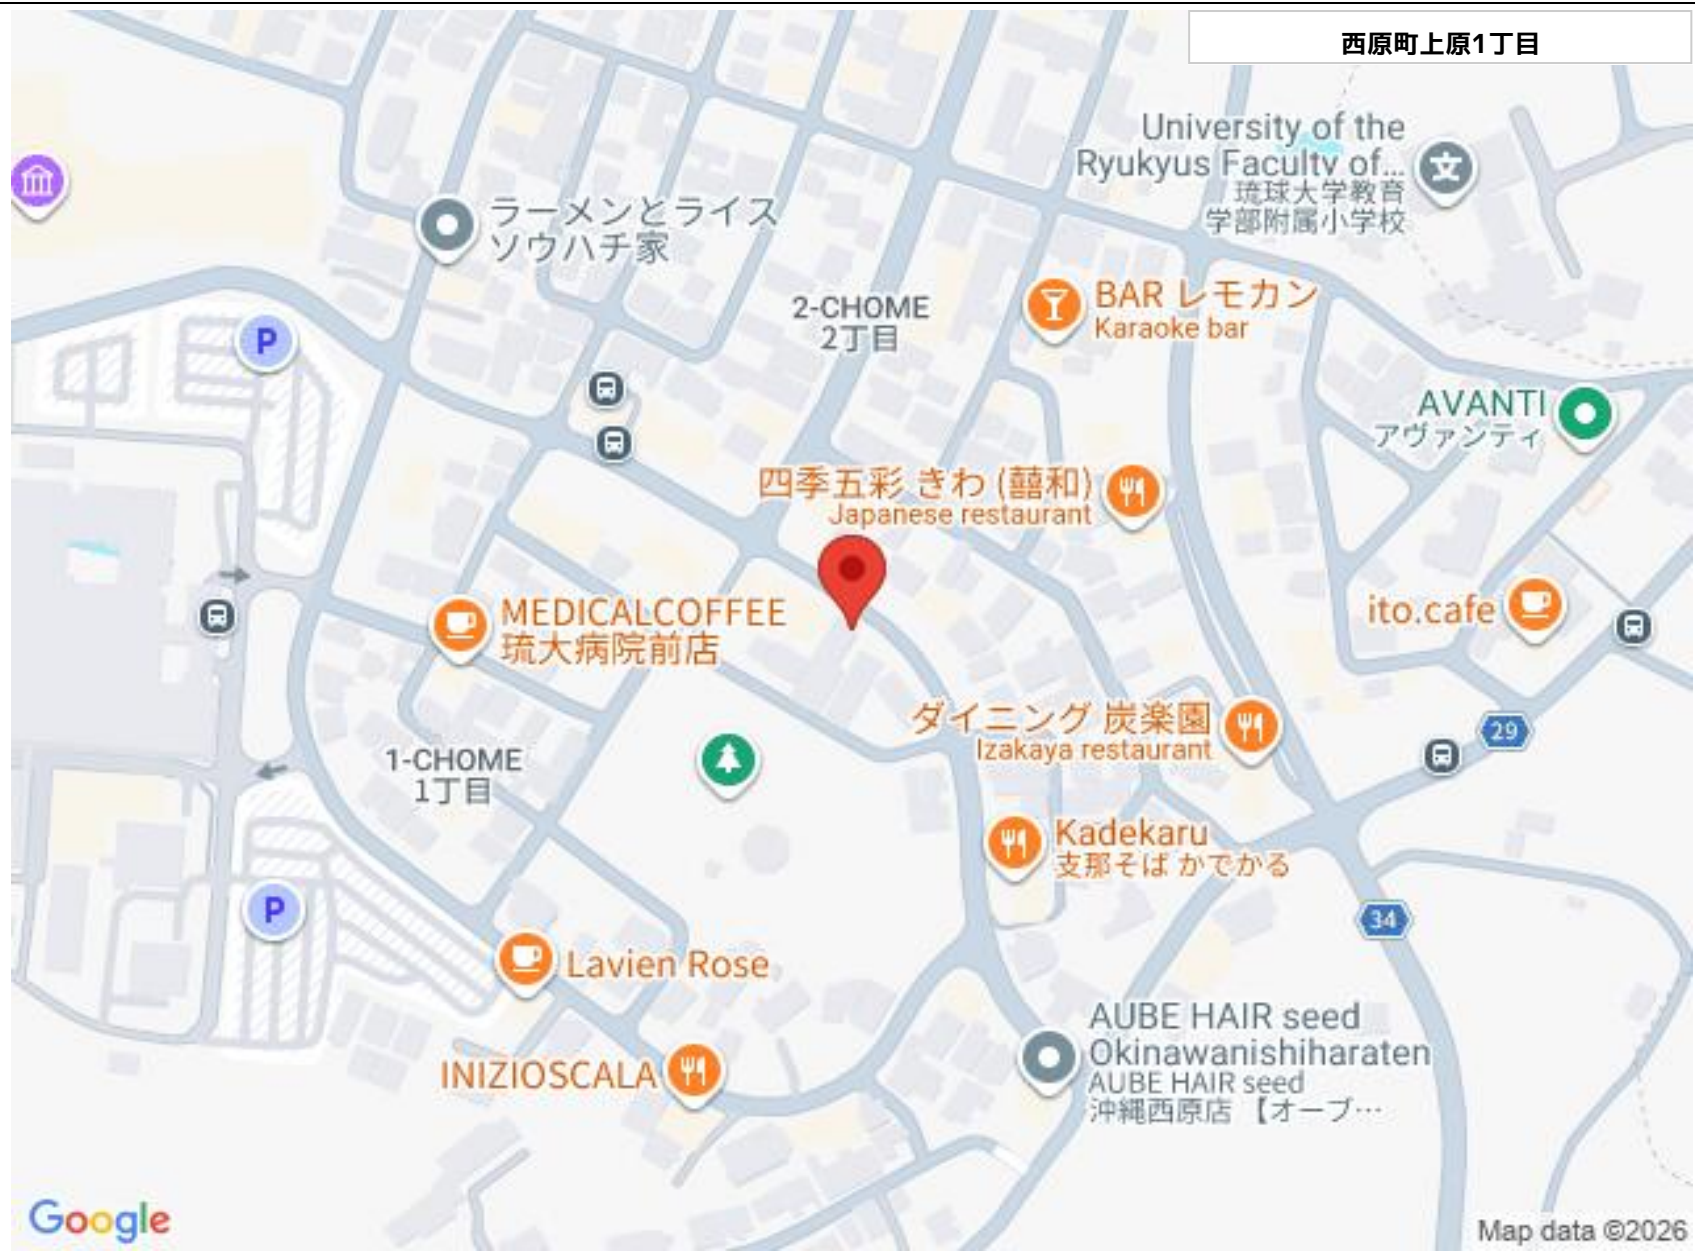 西原町上原1丁目
University of the
Ryukyus Faculty of...
琉球大学教育
学部附属小学校
ラーメンとライス
ソウハチ家
BAR レモカン
Karaoke bar
2-CHOME
2丁目
P
AVANTI
アヴァンティ
四季五彩 きわ (囍和)
Japanese restaurant
MEDICALCOFFEE
琉大病院前店
ito.cafe
ダイニング 炭楽園
Izakaya restaurant
29
1-CHOME
1丁目
Kadekaru
支那そば かでかる
P
34
Lavien Rose
AUBE HAIR seed
Okinawanishiharaten
AUBE HAIR seed
沖縄西原店 【オーブ…
INIZIOSCALA
Google
Map data ©2026